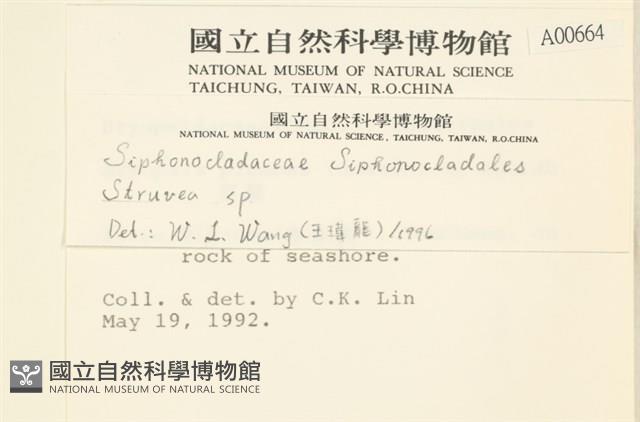 國立自然科學博物館
A00664
NATIONAL MUSEUM OF NATURAL SCIENCE
TAICHUNG, TAIWAN, R.O.CHINA
國立自然科學博物館
NATIONAL MUSEUM OF NATURAL SCIENCE, TAICHUNG, TAIWAN, R.O.CHINA
Siphonocladaceae Siphonocladales
Struvea sp.
Det.: W. L. Wang (王瑋龍)/1996
rock of seashore.
Coll. & det. by C.K. Lin
May 19, 1992.
國立自然科學博物館
NATIONAL MUSEUM OF NATURAL SCIENCE